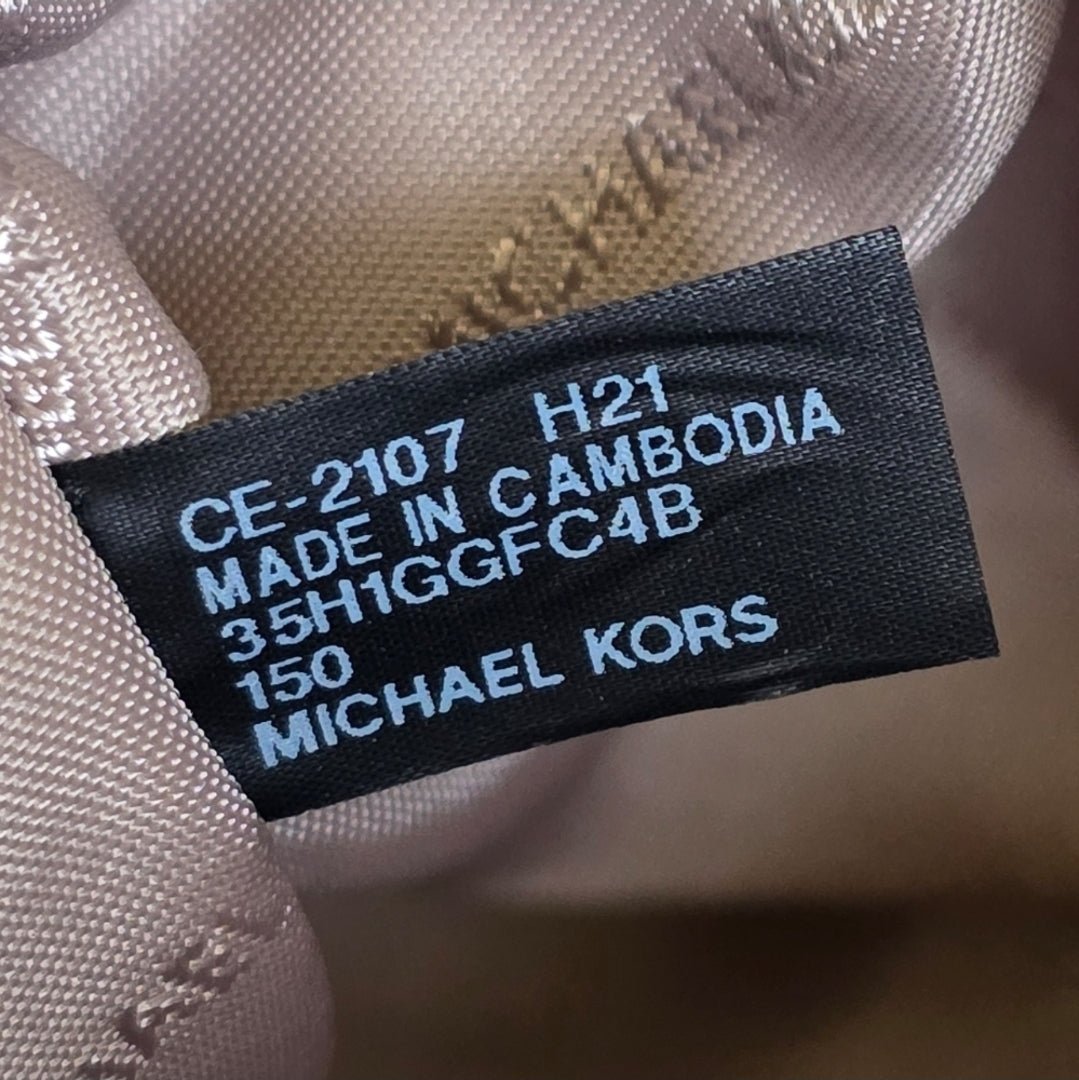 CE-2107 H21
MADE IN CAMBODIA
35H1GGFC4B
150
MICHAEL KORS